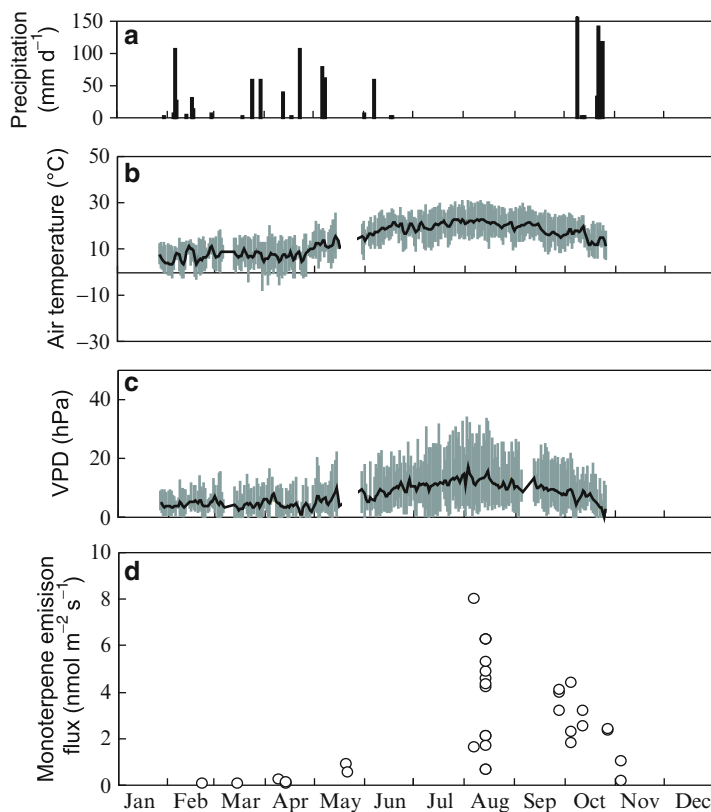 a
Precipitation
(mm d−1)
150
100
50
0
b
Air temperature (°C)
50
30
10
−10
−30
c
VPD (hPa)
40
20
0
d
Monoterpene emisison
flux (nmol m−2 s−1)
10
8
6
4
2
0
Jan Feb Mar Apr May Jun Jul Aug Sep Oct Nov Dec